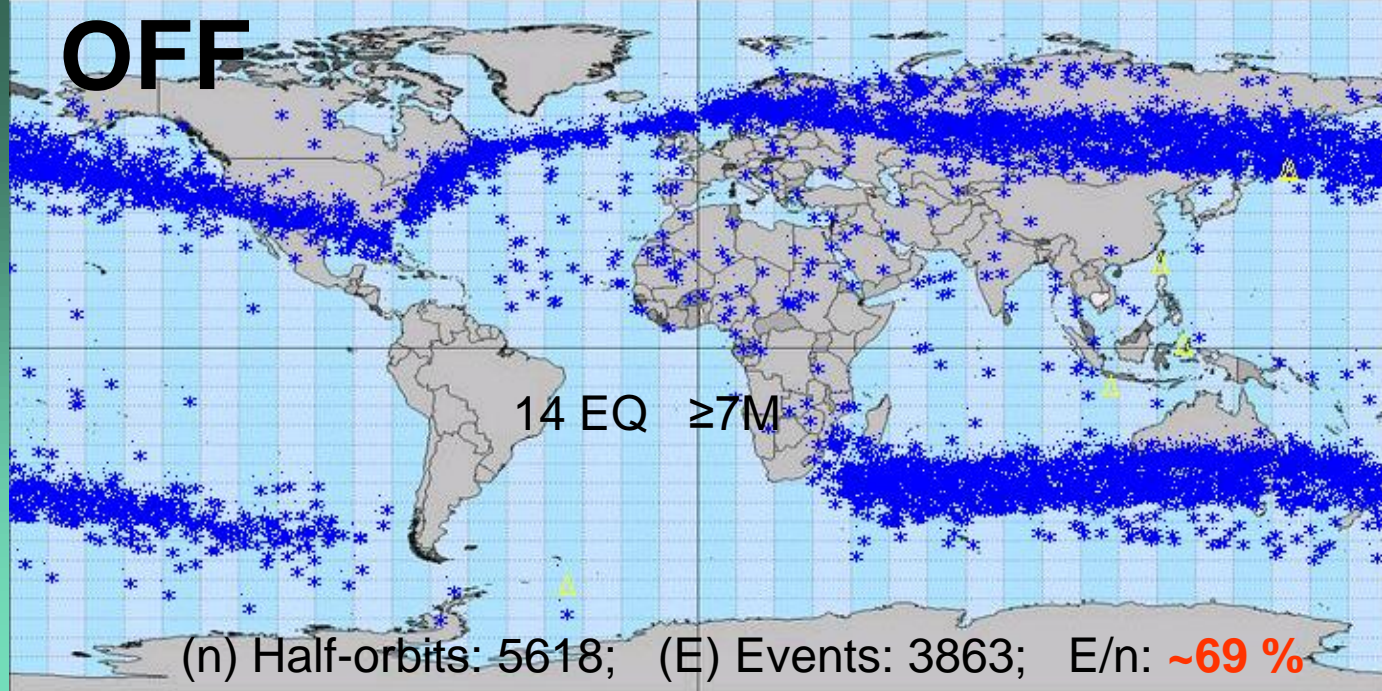 OFF
14 EQ ≥7M
(n) Half-orbits: 5618; (E) Events: 3863; E/n: ~69 %